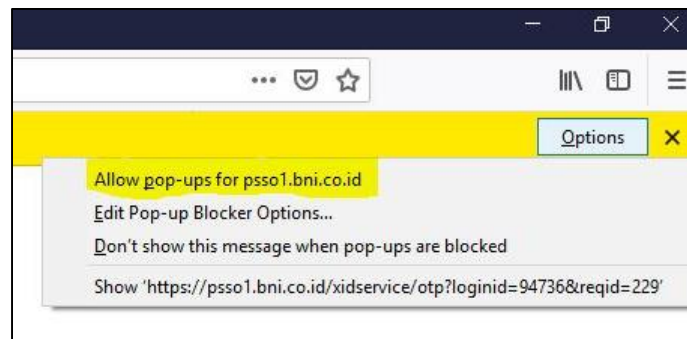 Options
Allow pop-ups for psso1.bni.co.id
Edit Pop-up Blocker Options...
Don't show this message when pop-ups are blocked
Show 'https://psso1.bni.co.id/xidservice/otp?loginid=94736&reqid=229'